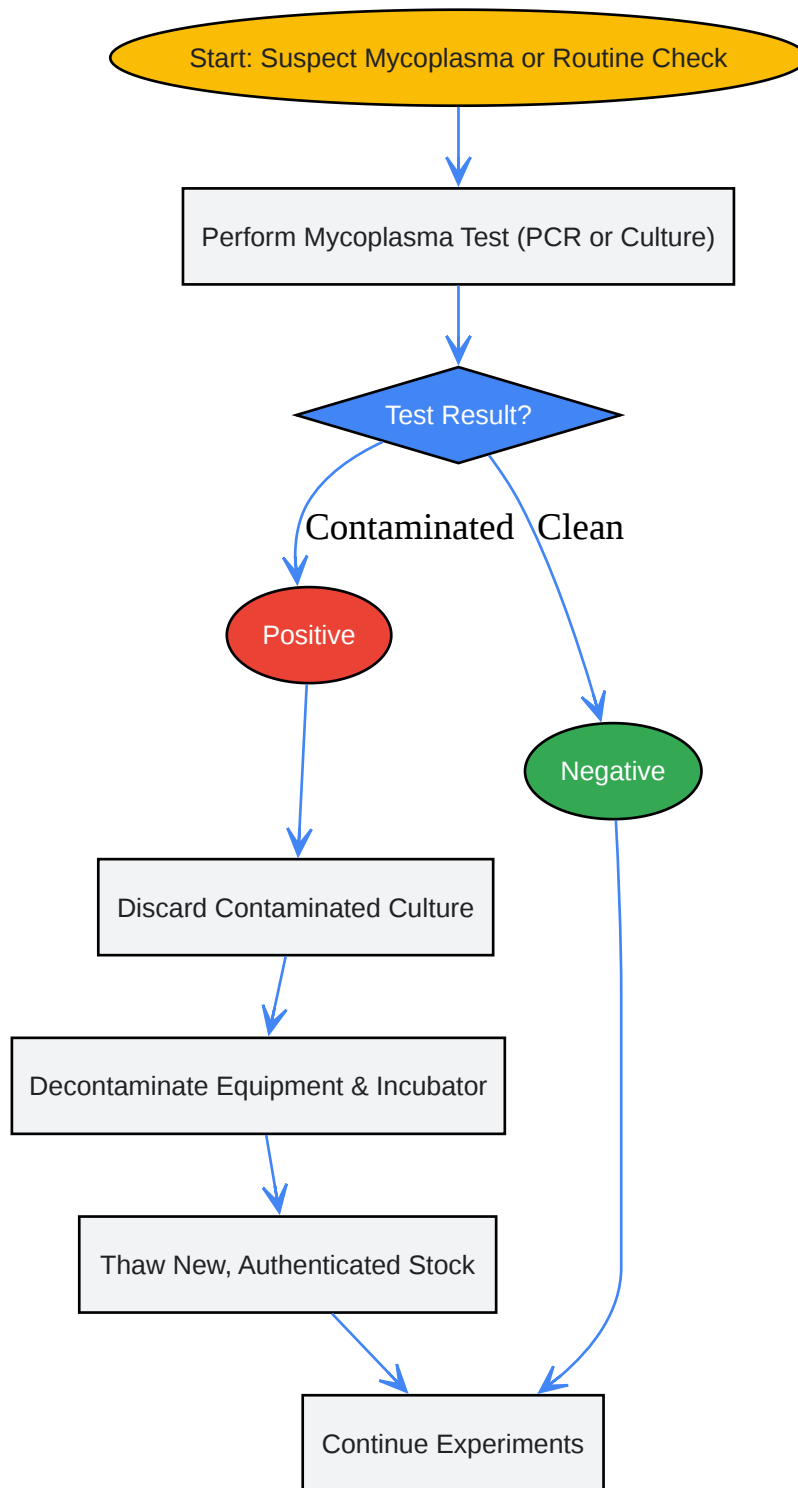 Start: Suspect Mycoplasma or Routine Check
Perform Mycoplasma Test (PCR or Culture)
Test Result?
Contaminated
Clean
Positive
Negative
Discard Contaminated Culture
Decontaminate Equipment & Incubator
Thaw New, Authenticated Stock
Continue Experiments